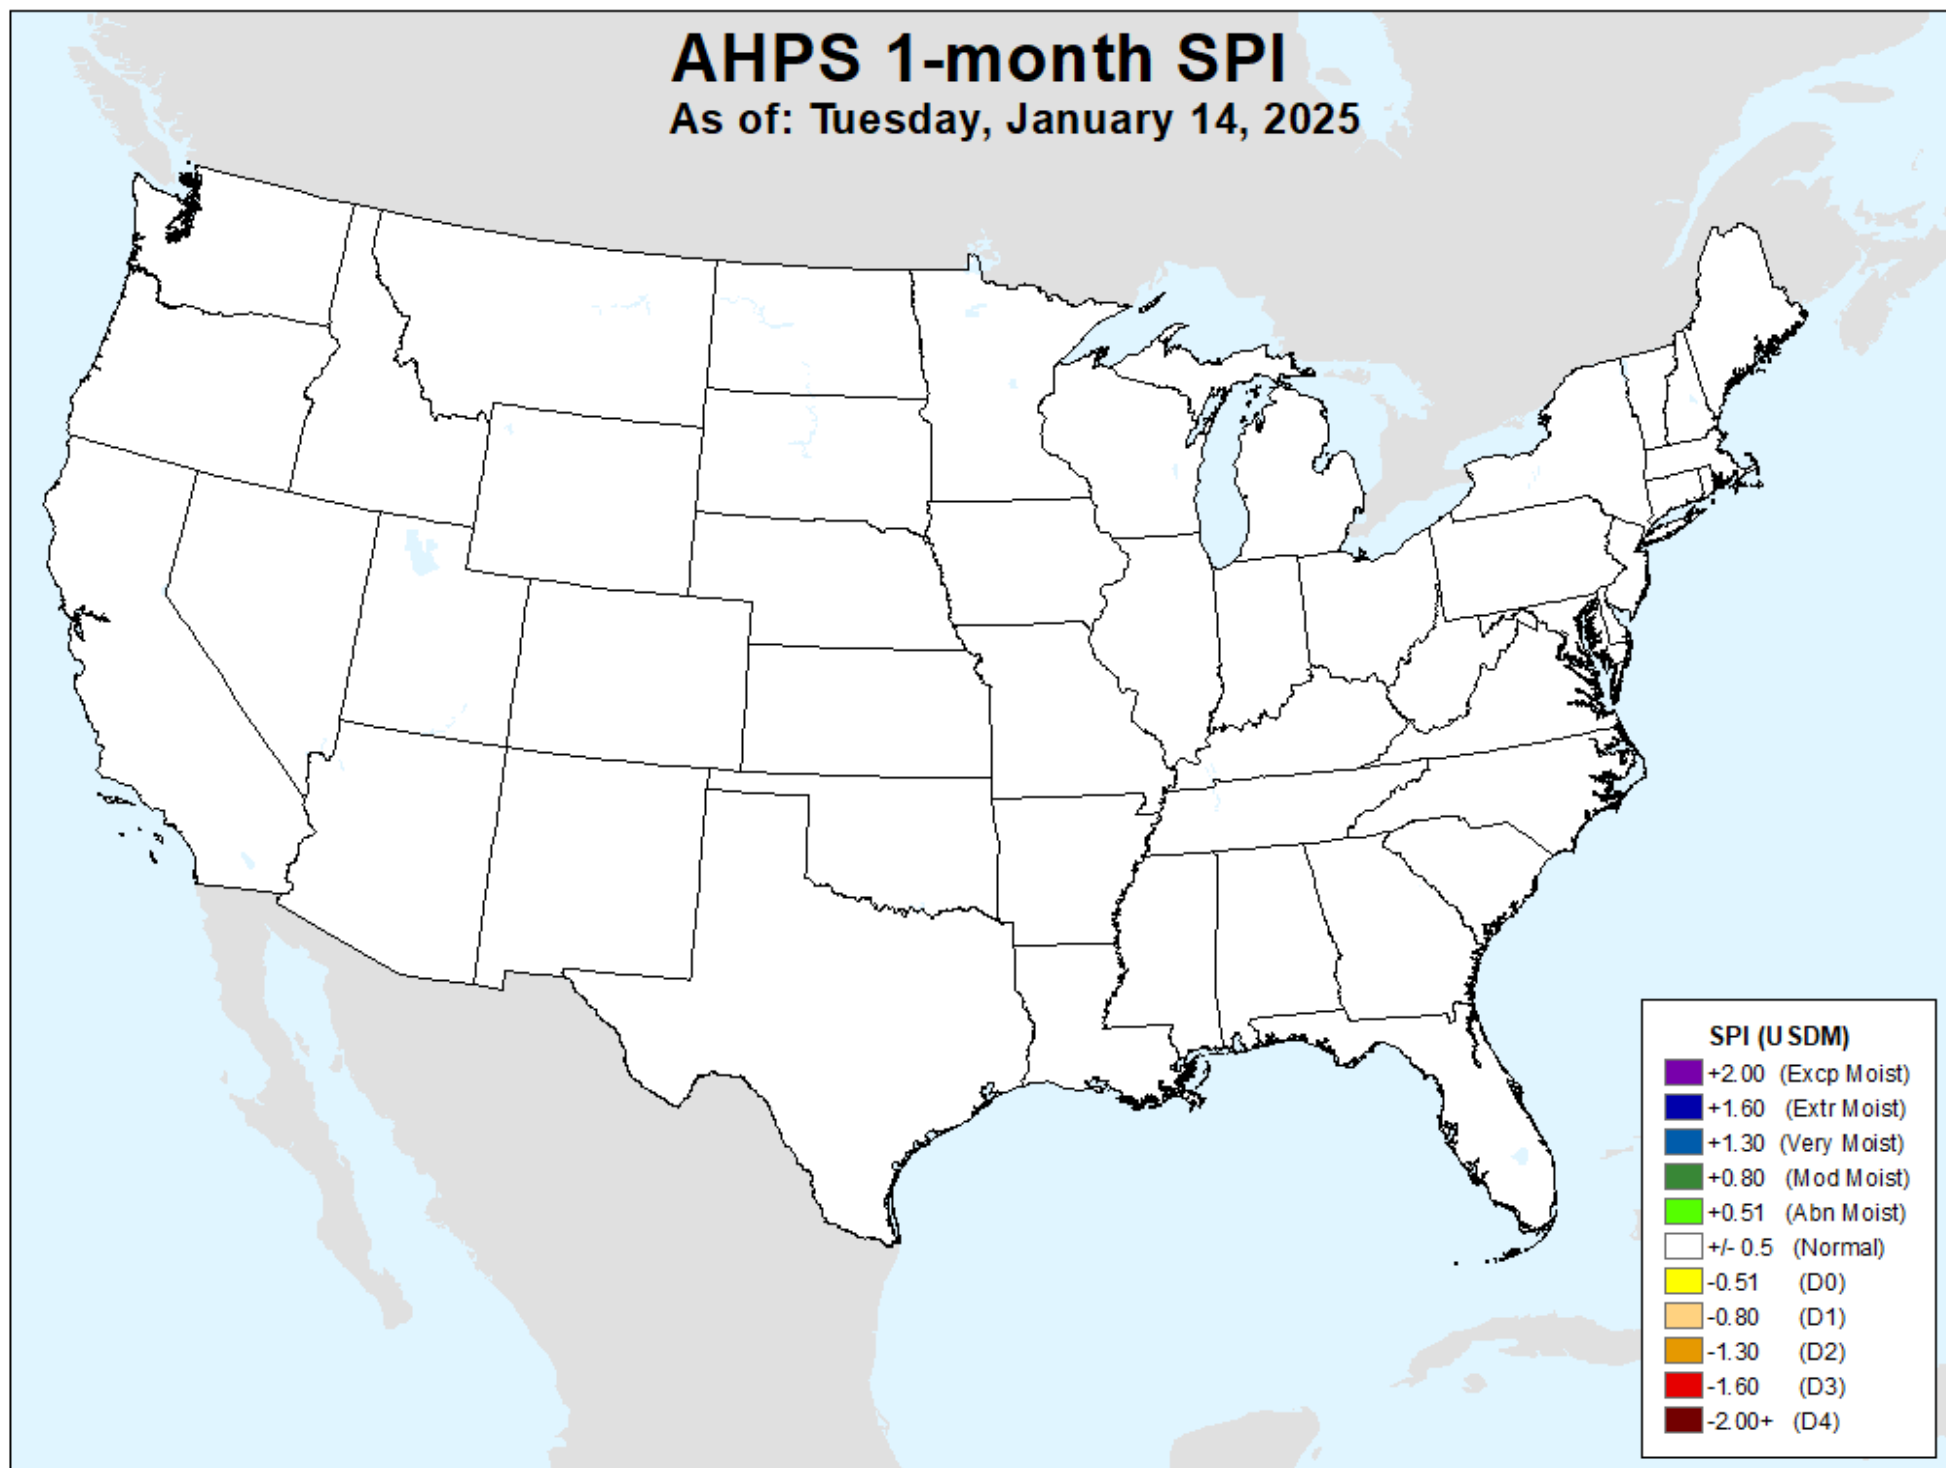 AHPS 1-month SPI
As of: Tuesday, January 14, 2025
SPI (USDM)
+2.00 (Excp Moist)
+1.60 (Extr Moist)
+1.30 (Very Moist)
+0.80 (Mod Moist)
+0.51 (Abn Moist)
+/- 0.5 (Normal)
-0.51 (D0)
-0.80 (D1)
-1.30 (D2)
-1.60 (D3)
-2.00+ (D4)